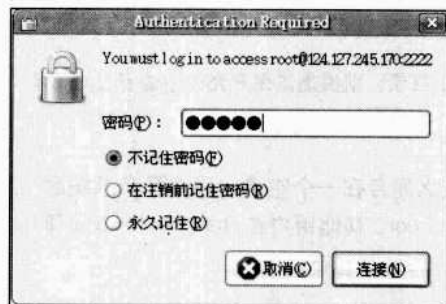 Authentication Required
You must log in to access root@124.127.245.170:2222
密码(P):
不记住密码(F)
在注销前记住密码(R)
永久记住(R)
取消(C)
连接(N)